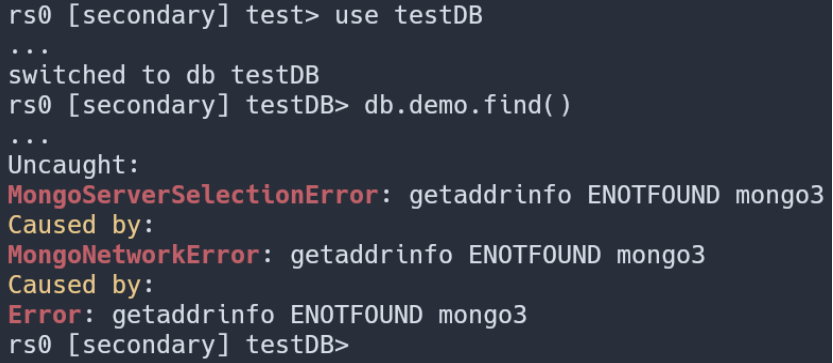 rs0 [secondary] test> use testDB
...
switched to db testDB
rs0 [secondary] testDB> db.demo.find()
...
Uncaught:
MongoServerSelectionError: getaddrinfo ENOTFOUND mongo3
Caused by:
MongoNetworkError: getaddrinfo ENOTFOUND mongo3
Caused by:
Error: getaddrinfo ENOTFOUND mongo3
rs0 [secondary] testDB>